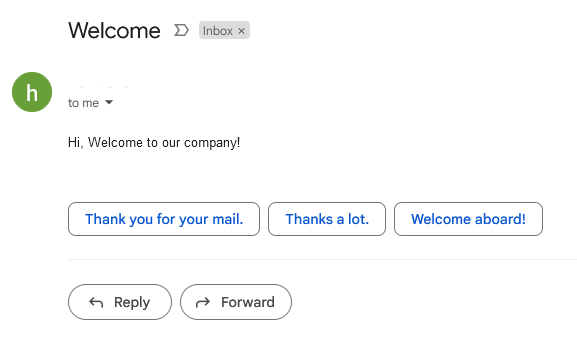 Welcome Inbox ×
h
to me
Hi, Welcome to our company!
Thank you for your mail. Thanks a lot. Welcome aboard!
Reply Forward